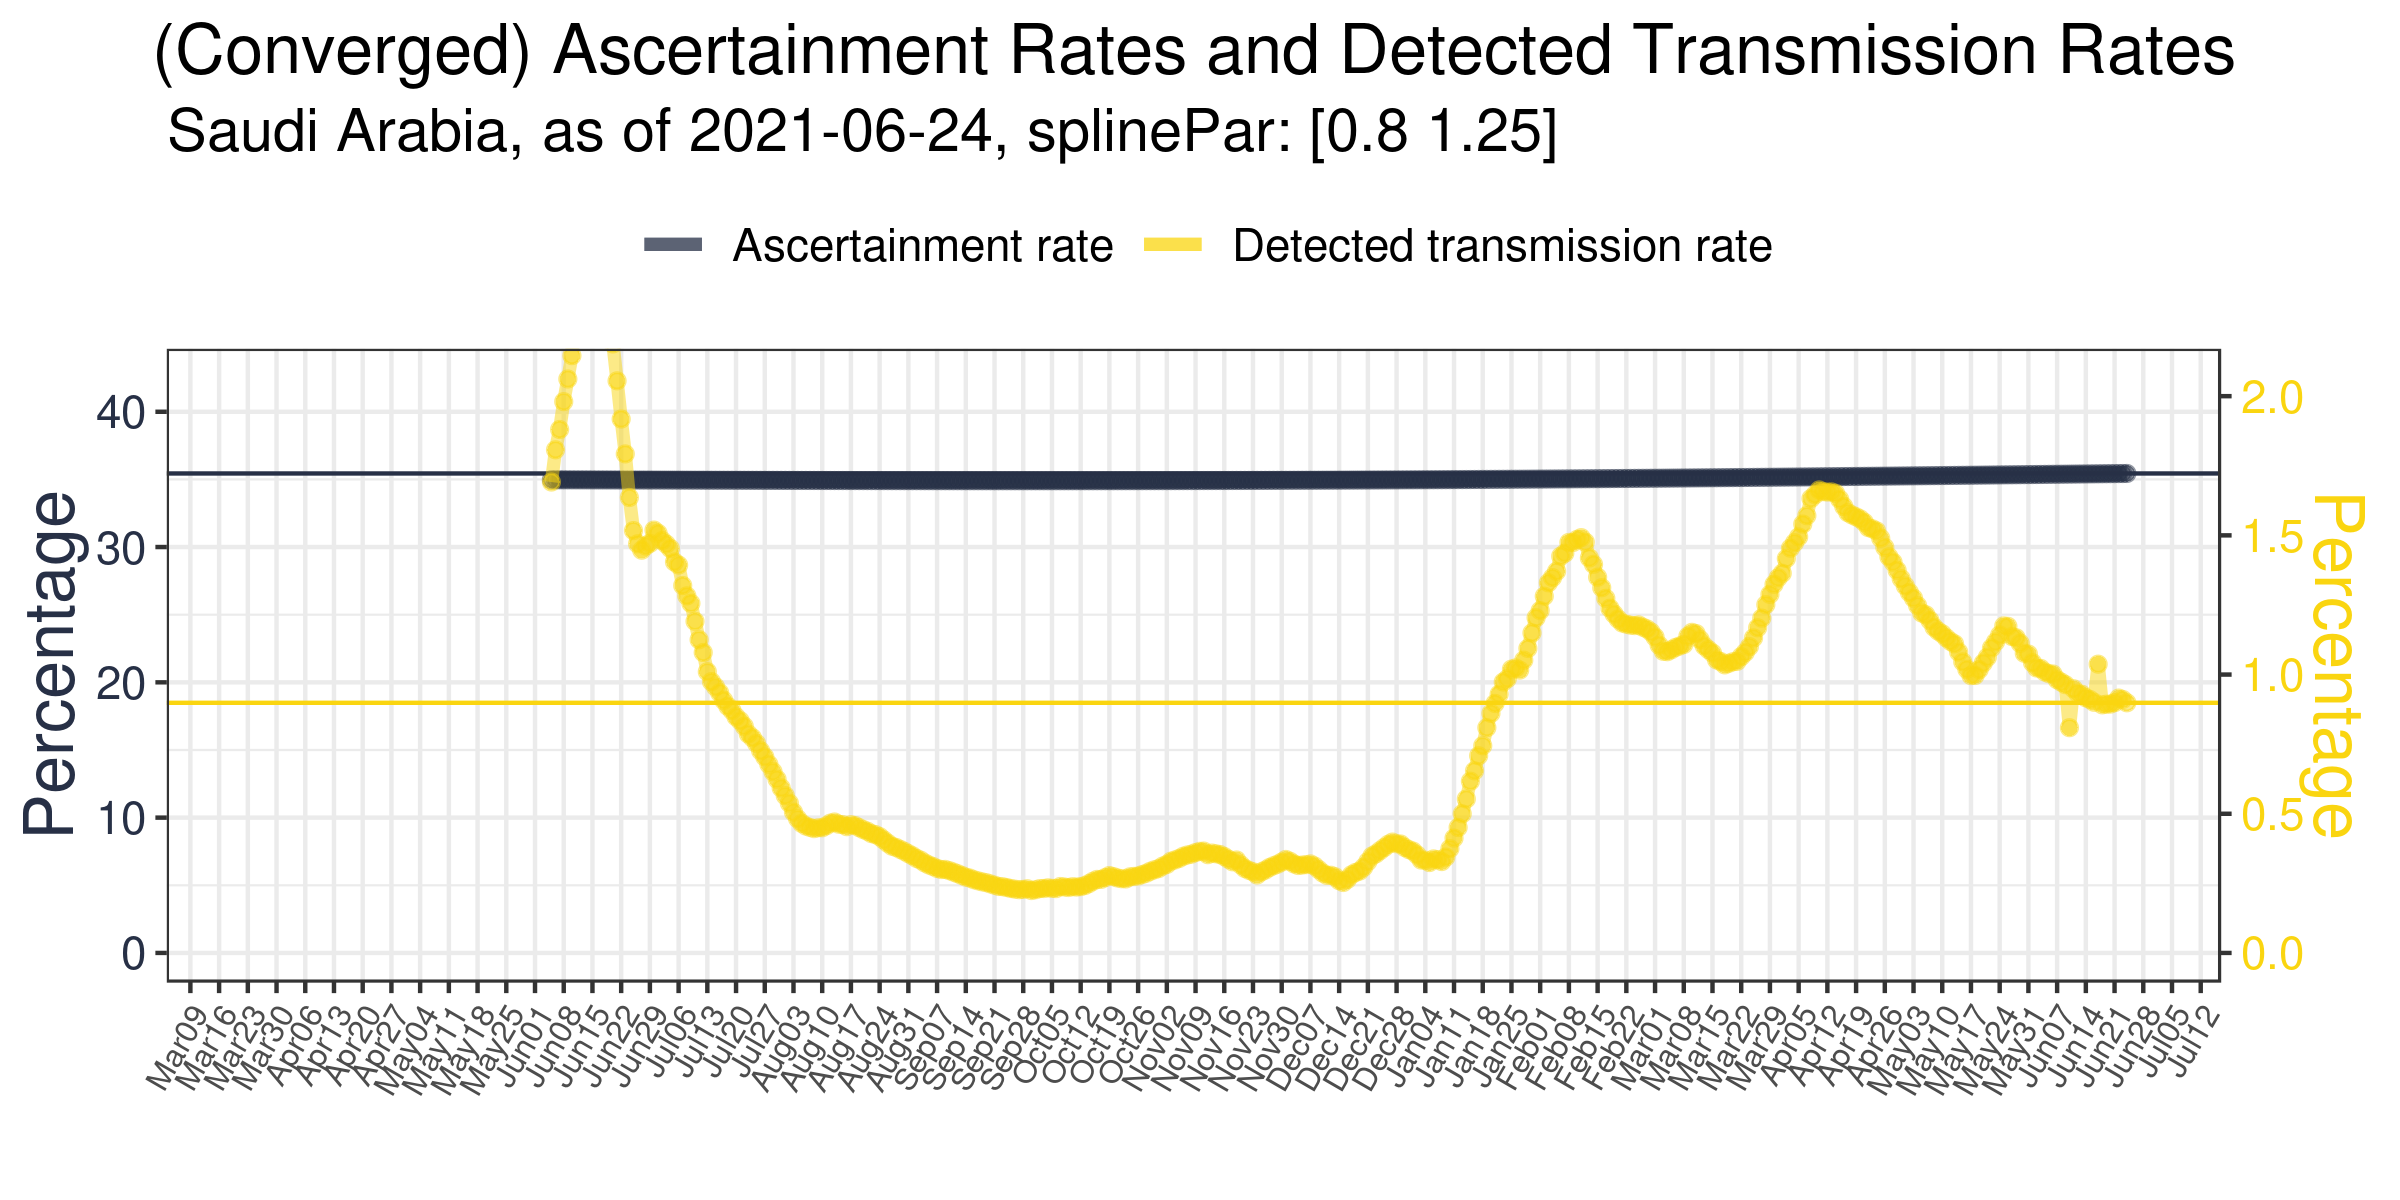 (Converged) Ascertainment Rates and Detected Transmission Rates
Saudi Arabia, as of 2021-06-24, splinePar: [0.8 1.25]
Ascertainment rate
Detected transmission rate
Percentage
40
30
20
10
0
2.0
1.5
1.0
0.5
0.0
Percentage
Mar09
Mar16
Mar23
Mar30
Apr06
Apr13
Apr20
Apr27
May04
May11
May18
May25
Jun01
Jun08
Jun15
Jun22
Jun29
Jul06
Jul13
Jul20
Jul27
Aug03
Aug10
Aug17
Aug24
Aug31
Sep07
Sep14
Sep21
Sep28
Oct05
Oct12
Oct19
Oct26
Nov02
Nov09
Nov16
Nov23
Nov30
Dec07
Dec14
Dec21
Dec28
Jan04
Jan11
Jan18
Jan25
Feb01
Feb08
Feb15
Feb22
Mar01
Mar08
Mar15
Mar22
Mar29
Apr05
Apr12
Apr19
Apr26
May03
May10
May17
May24
May31
Jun07
Jun14
Jun21
Jun28
Jul05
Jul12